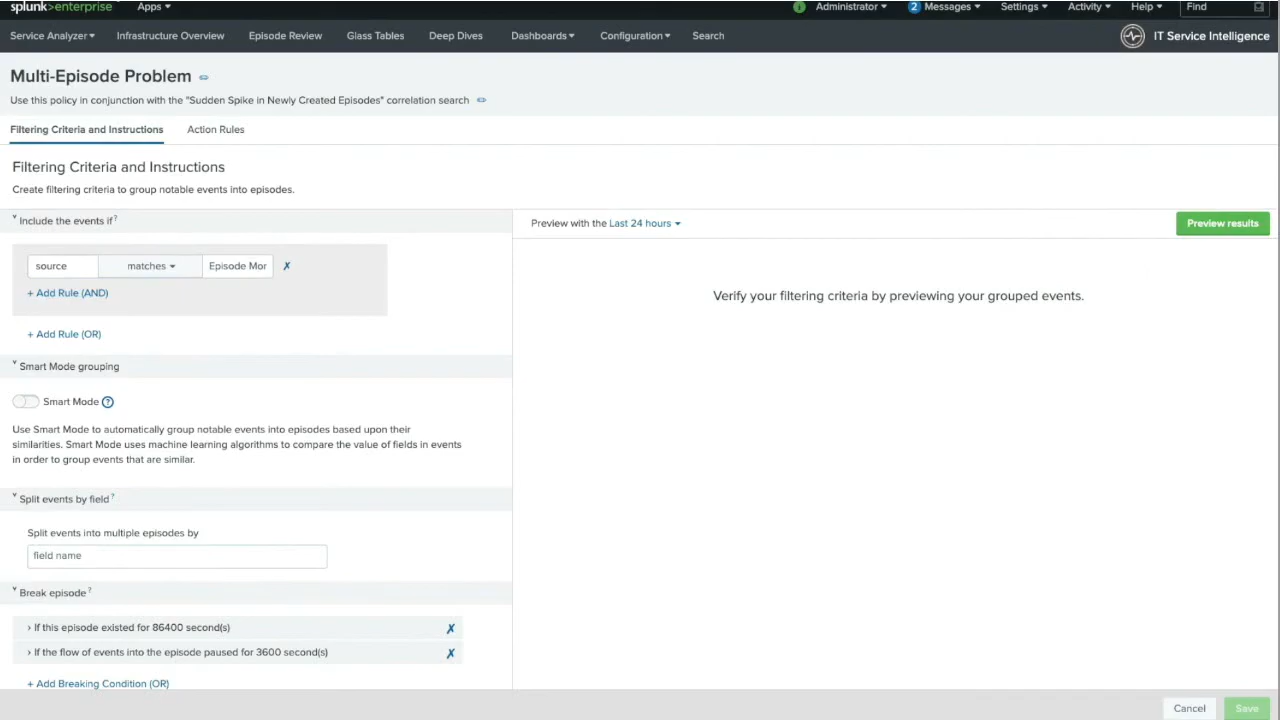 splunk>enterprise Apps Administrator 2 Messages Settings Activity Help Find
Service Analyzer Infrastructure Overview Episode Review Glass Tables Deep Dives Dashboards Configuration Search IT Service Intelligence
Multi-Episode Problem
Use this policy in conjunction with the "Sudden Spike in Newly Created Episodes" correlation search
Filtering Criteria and Instructions Action Rules
Filtering Criteria and Instructions
Create filtering criteria to group notable events into episodes.
Include the events if?
Preview with the Last 24 hours Preview results
source matches Episode Mor
+ Add Rule (AND)
Verify your filtering criteria by previewing your grouped events.
+ Add Rule (OR)
Smart Mode grouping
Smart Mode ?
Use Smart Mode to automatically group notable events into episodes based upon their
similarities. Smart Mode uses machine learning algorithms to compare the value of fields in events
in order to group events that are similar.
Split events by field?
Split events into multiple episodes by
field name
Break episode?
If this episode existed for 86400 second(s)
If the flow of events into the episode paused for 3600 second(s)
+ Add Breaking Condition (OR)
Cancel Save